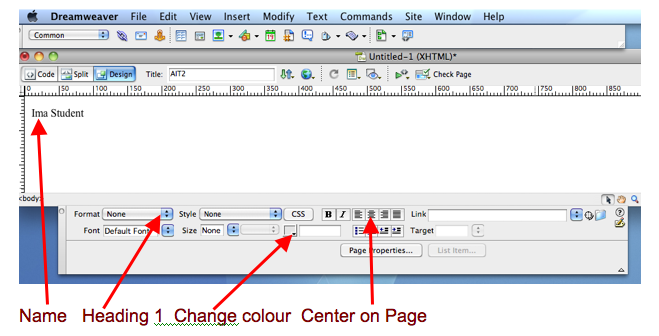 Dreamweaver File Edit View Insert Modify Text Commands Site Window Help
Common
Untitled-1 (XHTML)*
Code Split Design Title: AIT2 Check Page
0 50 100 150 200 250 300 350 400 450 500 550 600 650 700 750 800 850
Ima Student
<body>
Format None Style None CSS B I Link
Font Default Font Size None Target
Page Properties... List Item...
Name Heading 1 Change colour Center on Page